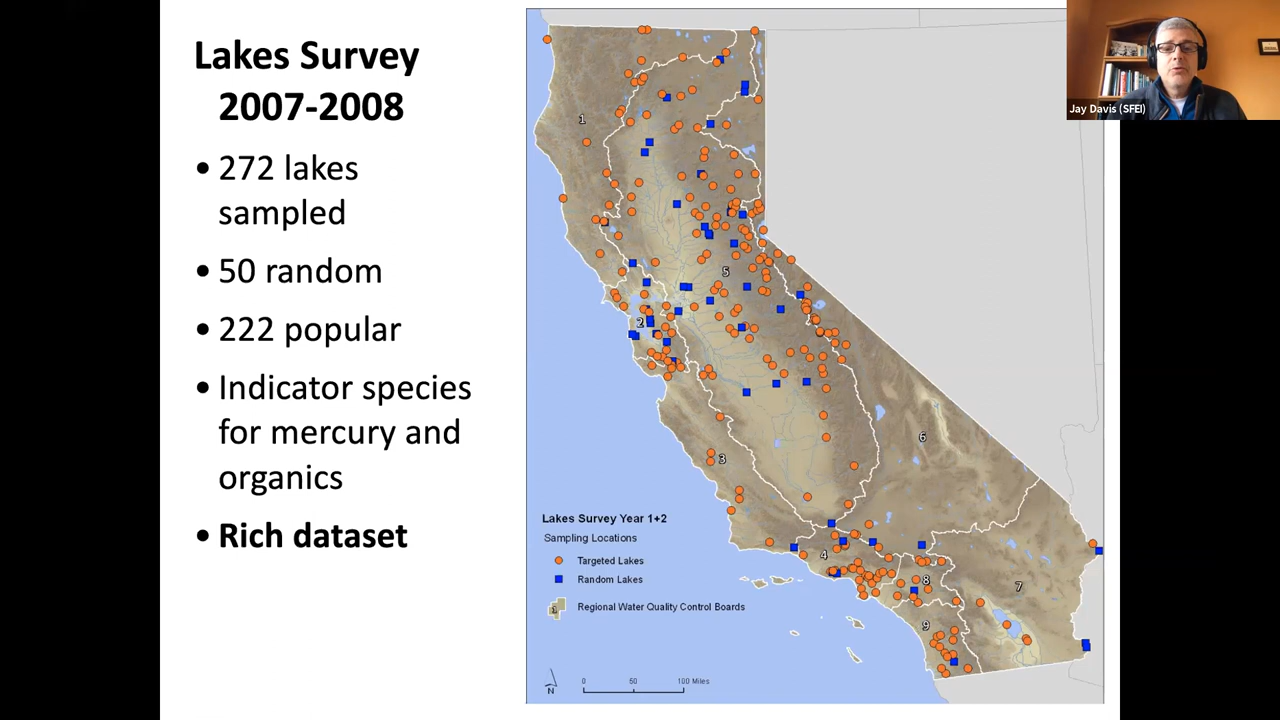 Lakes Survey
2007-2008
• 272 lakes
sampled
• 50 random
• 222 popular
• Indicator species
for mercury and
organics
• Rich dataset
1
5
2
6
3
4
8
7
9
Lakes Survey Year 1+2
Sampling Locations
Targeted Lakes
Random Lakes
1
Regional Water Quality Control Boards
N
0 50 100 Miles
Jay Davis (SFEI)